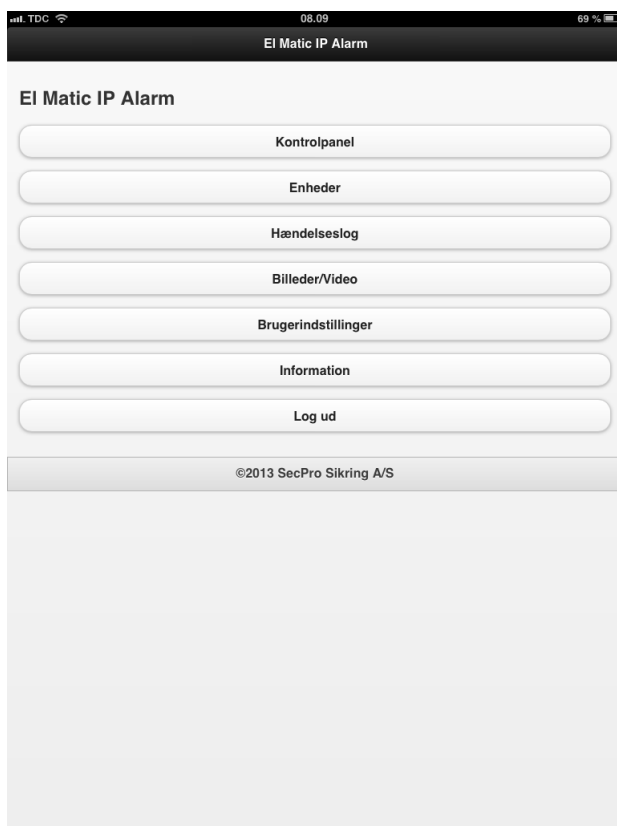 TDC 08.09 69 %
El Matic IP Alarm
El Matic IP Alarm
Kontrolpanel
Enheder
Hændelseslog
Billeder/Video
Brugerindstillinger
Information
Log ud
©2013 SecPro Sikring A/S